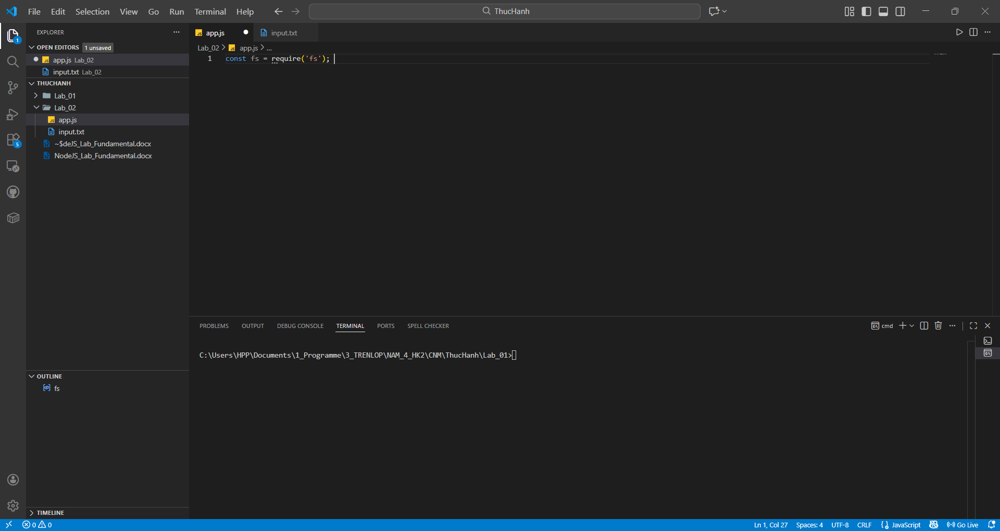 File Edit Selection View Go Run Terminal Help
ThucHanh
EXPLORER
OPEN EDITORS 1 unsaved
app.js Lab_02
input.txt Lab_02
THUCHANH
Lab_01
Lab_02
app.js
input.txt
~$deJS_Lab_Fundamental.docx
NodeJS_Lab_Fundamental.docx
OUTLINE
fs
TIMELINE
app.js
input.txt
Lab_02 > app.js > ...
1 const fs = require('fs');
PROBLEMS OUTPUT DEBUG CONSOLE TERMINAL PORTS SPELL CHECKER
cmd
C:\Users\HPP\Documents\1_Programme\3_TRENLOP\NAM_4_HK2\CNM\ThucHanh\Lab_01>
1
5
0 0
Ln 1, Col 27 Spaces: 4 UTF-8 CRLF JavaScript Go Live